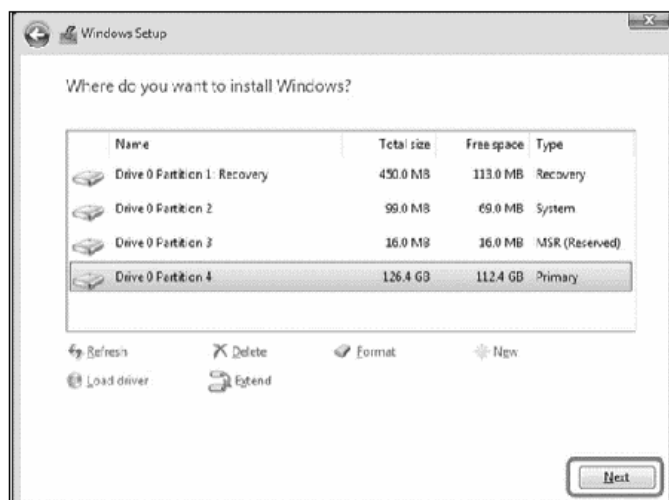 Windows Setup
Where do you want to install Windows?
Name Total size Free space Type
Drive 0 Partition 1: Recovery 450.0 MB 113.0 MB Recovery
Drive 0 Partition 2 99.0 MB 69.0 MB System
Drive 0 Partition 3 16.0 MB 16.0 MB MSR (Reserved)
Drive 0 Partition 4 126.4 GB 112.4 GB Primary
Refresh Delete Format New
Load driver Extend
Next